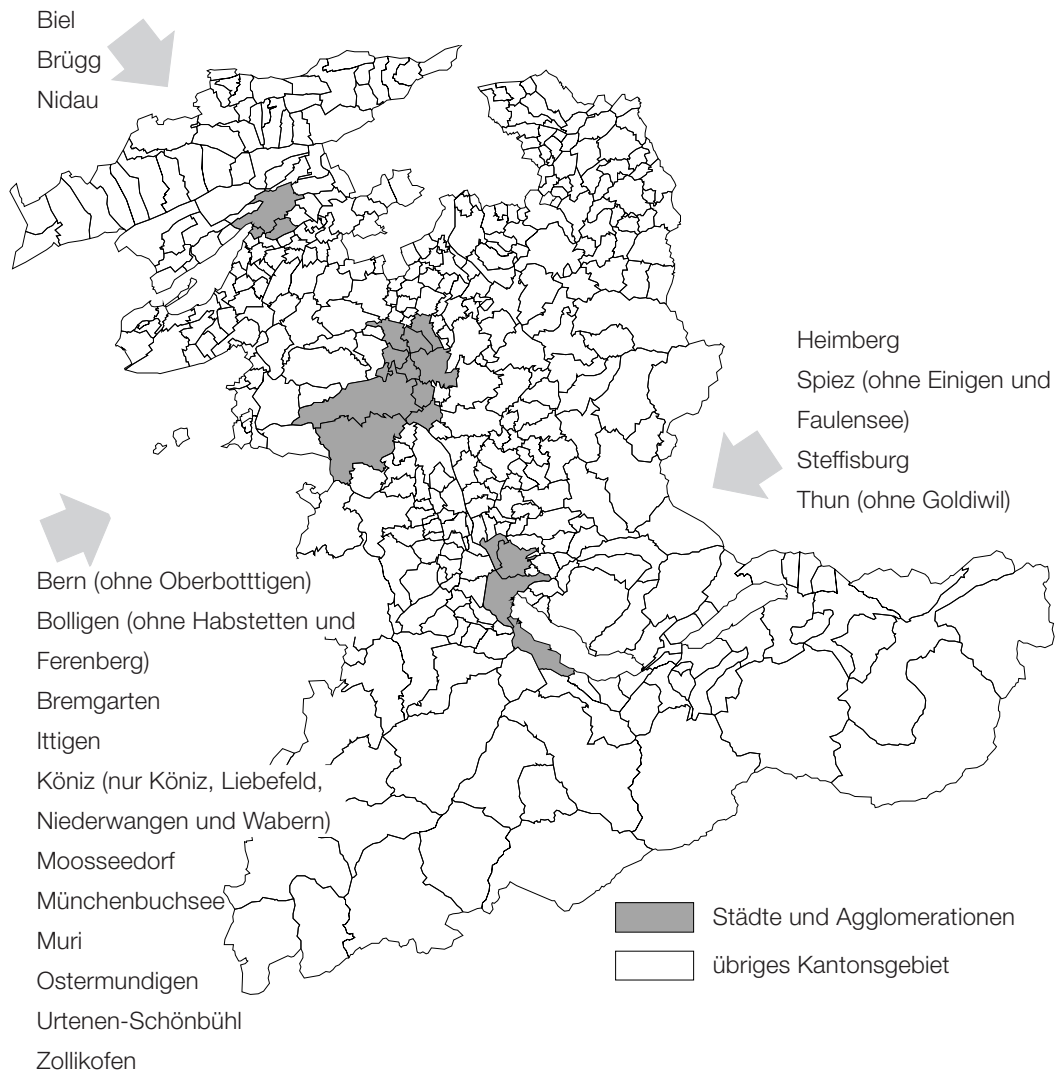 Biel
Brügg
Nidau
Heimberg
Spiez (ohne Einigen und
Faulensee)
Steffisburg
Thun (ohne Goldiwil)
Bern (ohne Oberbotttigen)
Bolligen (ohne Habstetten und
Ferenberg)
Bremgarten
Ittigen
Köniz (nur Köniz, Liebefeld,
Niederwangen und Wabern)
Moosseedorf
Münchenbuchsee
Muri
Ostermundigen
Urtenen-Schönbühl
Zollikofen
Städte und Agglomerationen
übriges Kantonsgebiet